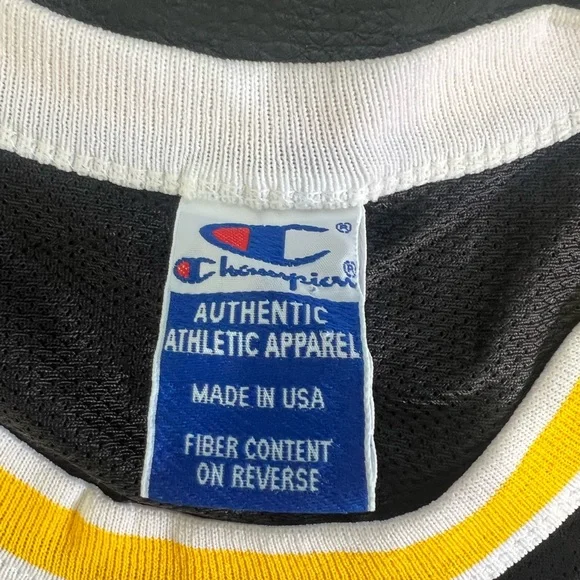 Champion®
AUTHENTIC
ATHLETIC APPAREL
MADE IN USA
FIBER CONTENT
ON REVERSE